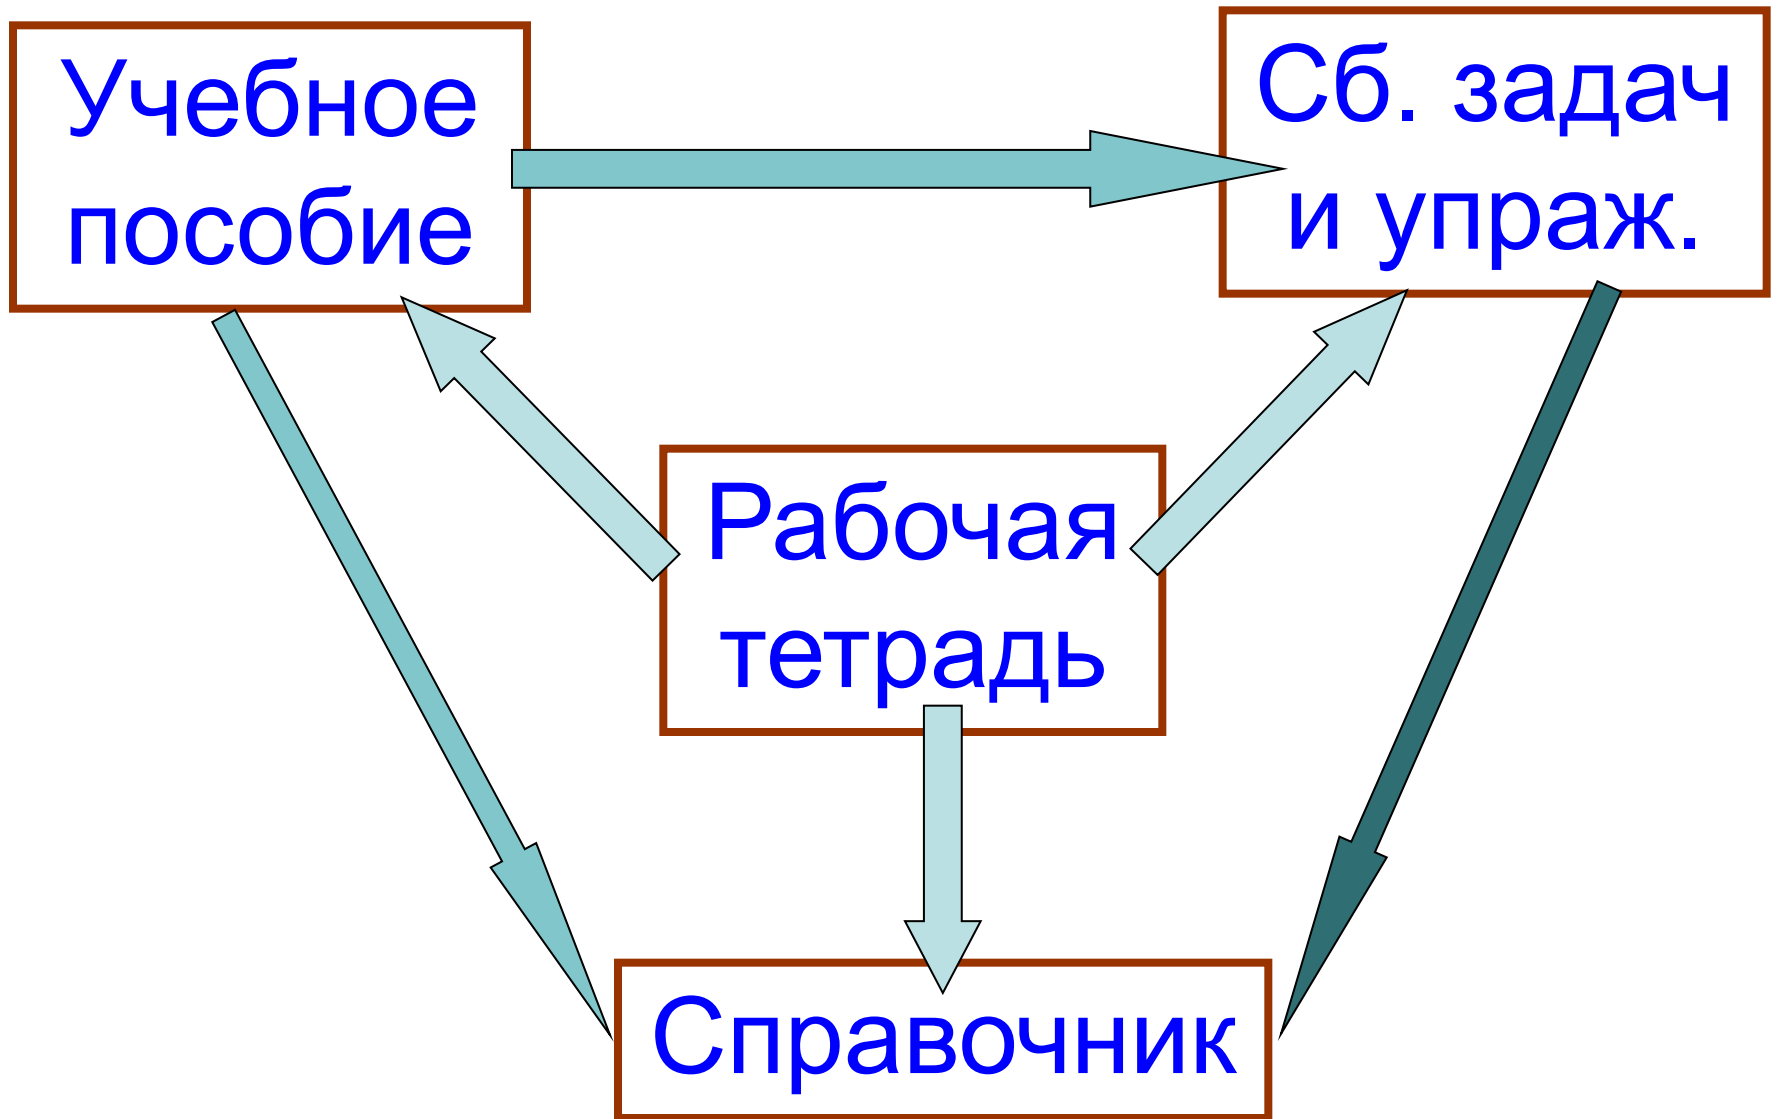 Учебное
пособие
Сб. задач
и упраж.
Рабочая
тетрадь
Справочник